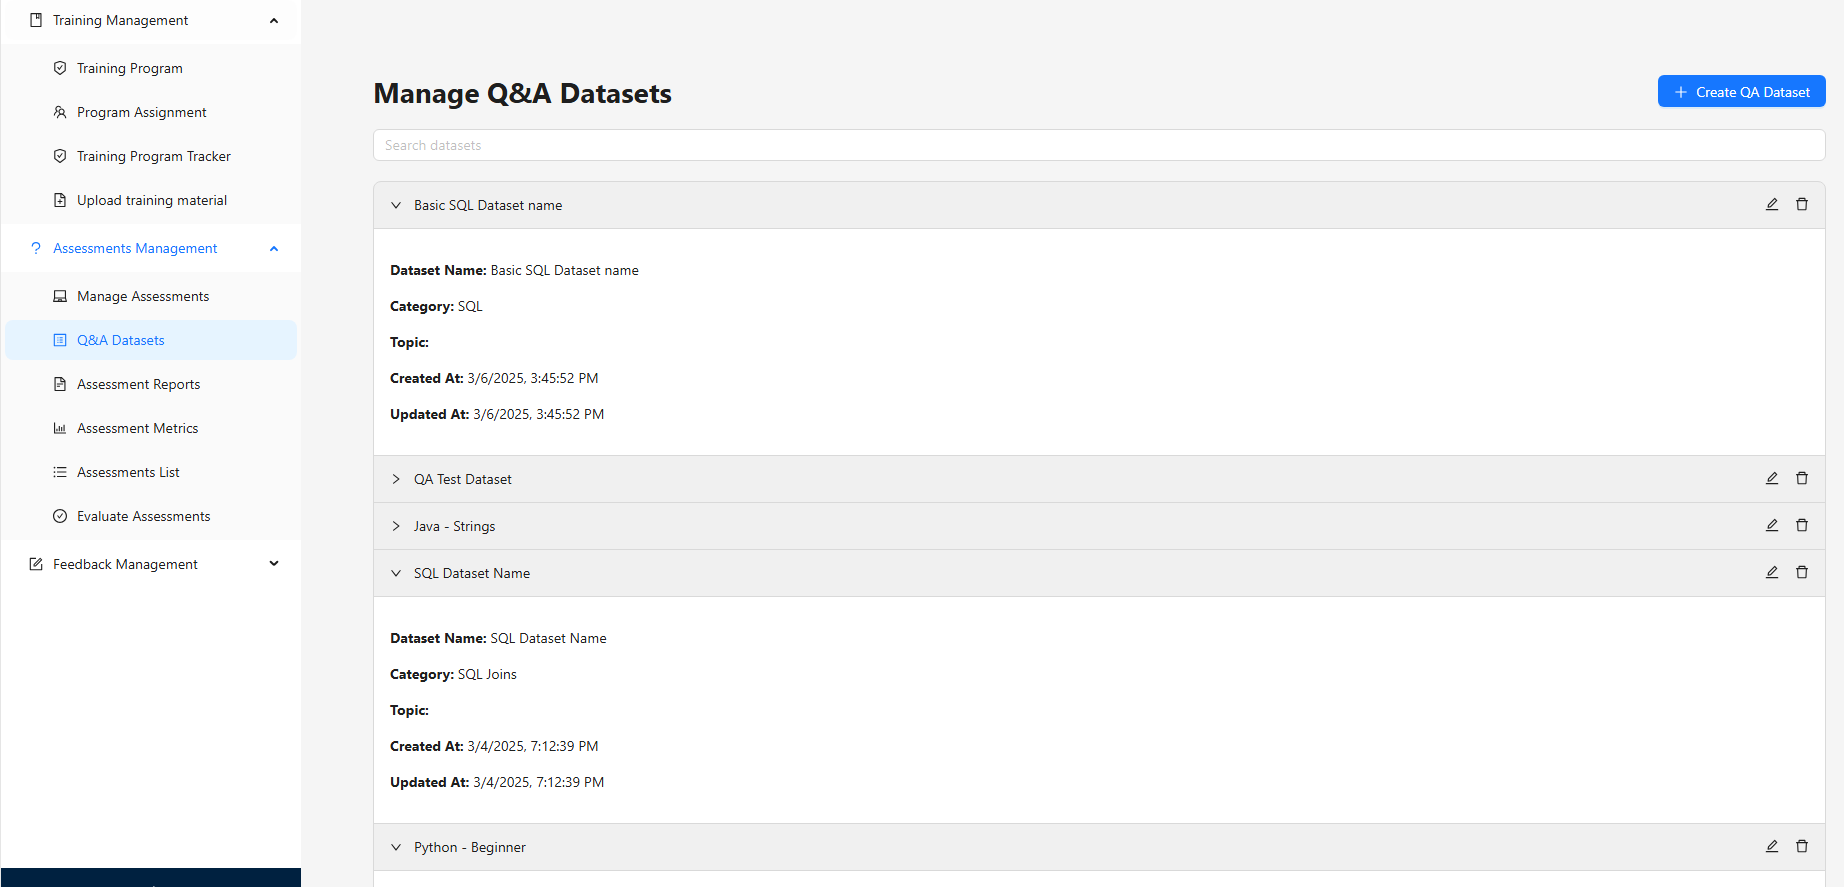 Training Management
Training Program
Program Assignment
Training Program Tracker
Upload training material
Assessments Management
Manage Assessments
Q&A Datasets
Assessment Reports
Assessment Metrics
Assessments List
Evaluate Assessments
Feedback Management
Manage Q&A Datasets
Create QA Dataset
Search datasets
Basic SQL Dataset name
Dataset Name: Basic SQL Dataset name
Category: SQL
Topic:
Created At: 3/6/2025, 3:45:52 PM
Updated At: 3/6/2025, 3:45:52 PM
QA Test Dataset
Java - Strings
SQL Dataset Name
Dataset Name: SQL Dataset Name
Category: SQL Joins
Topic:
Created At: 3/4/2025, 7:12:39 PM
Updated At: 3/4/2025, 7:12:39 PM
Python - Beginner